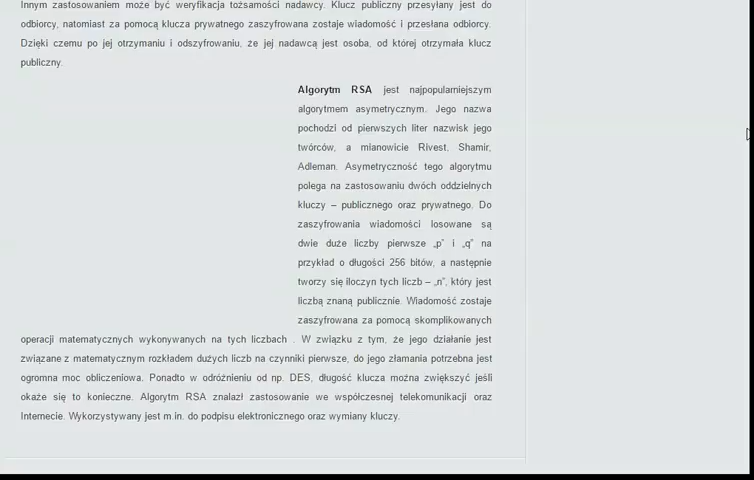 Innym zastosowaniem może być weryfikacja tożsamości nadawcy. Klucz publiczny przesyłany jest do
odbiorcy, natomiast za pomocą klucza prywatnego zaszyfrowana zostaje wiadomość i przesłana odbiorcy.
Dzięki czemu po jej otrzymaniu i odszyfrowaniu, że jej nadawcą jest osoba, od której otrzymała klucz
publiczny.
Algorytm RSA jest najpopularniejszym
algorytmem asymetrycznym. Jego nazwa
pochodzi od pierwszych liter nazwisk jego
twórców, a mianowicie Rivest, Shamir,
Adleman. Asymetryczność tego algorytmu
polega na zastosowaniu dwóch oddzielnych
kluczy – publicznego oraz prywatnego. Do
zaszyfrowania wiadomości losowane są
dwie duże liczby pierwsze „p” i „q” na
przykład o długości 256 bitów, a następnie
tworzy się iloczyn tych liczb – „n”, który jest
liczbą znaną publicznie. Wiadomość zostaje
zaszyfrowana za pomocą skomplikowanych
operacji matematycznych wykonywanych na tych liczbach . W związku z tym, że jego działanie jest
związane z matematycznym rozkładem dużych liczb na czynniki pierwsze, do jego złamania potrzebna jest
ogromna moc obliczeniowa. Ponadto w odróżnieniu od np. DES, długość klucza można zwiększyć jeśli
okaże się to konieczne. Algorytm RSA znalazł zastosowanie we współczesnej telekomunikacji oraz
Internecie. Wykorzystywany jest m.in. do podpisu elektronicznego oraz wymiany kluczy.